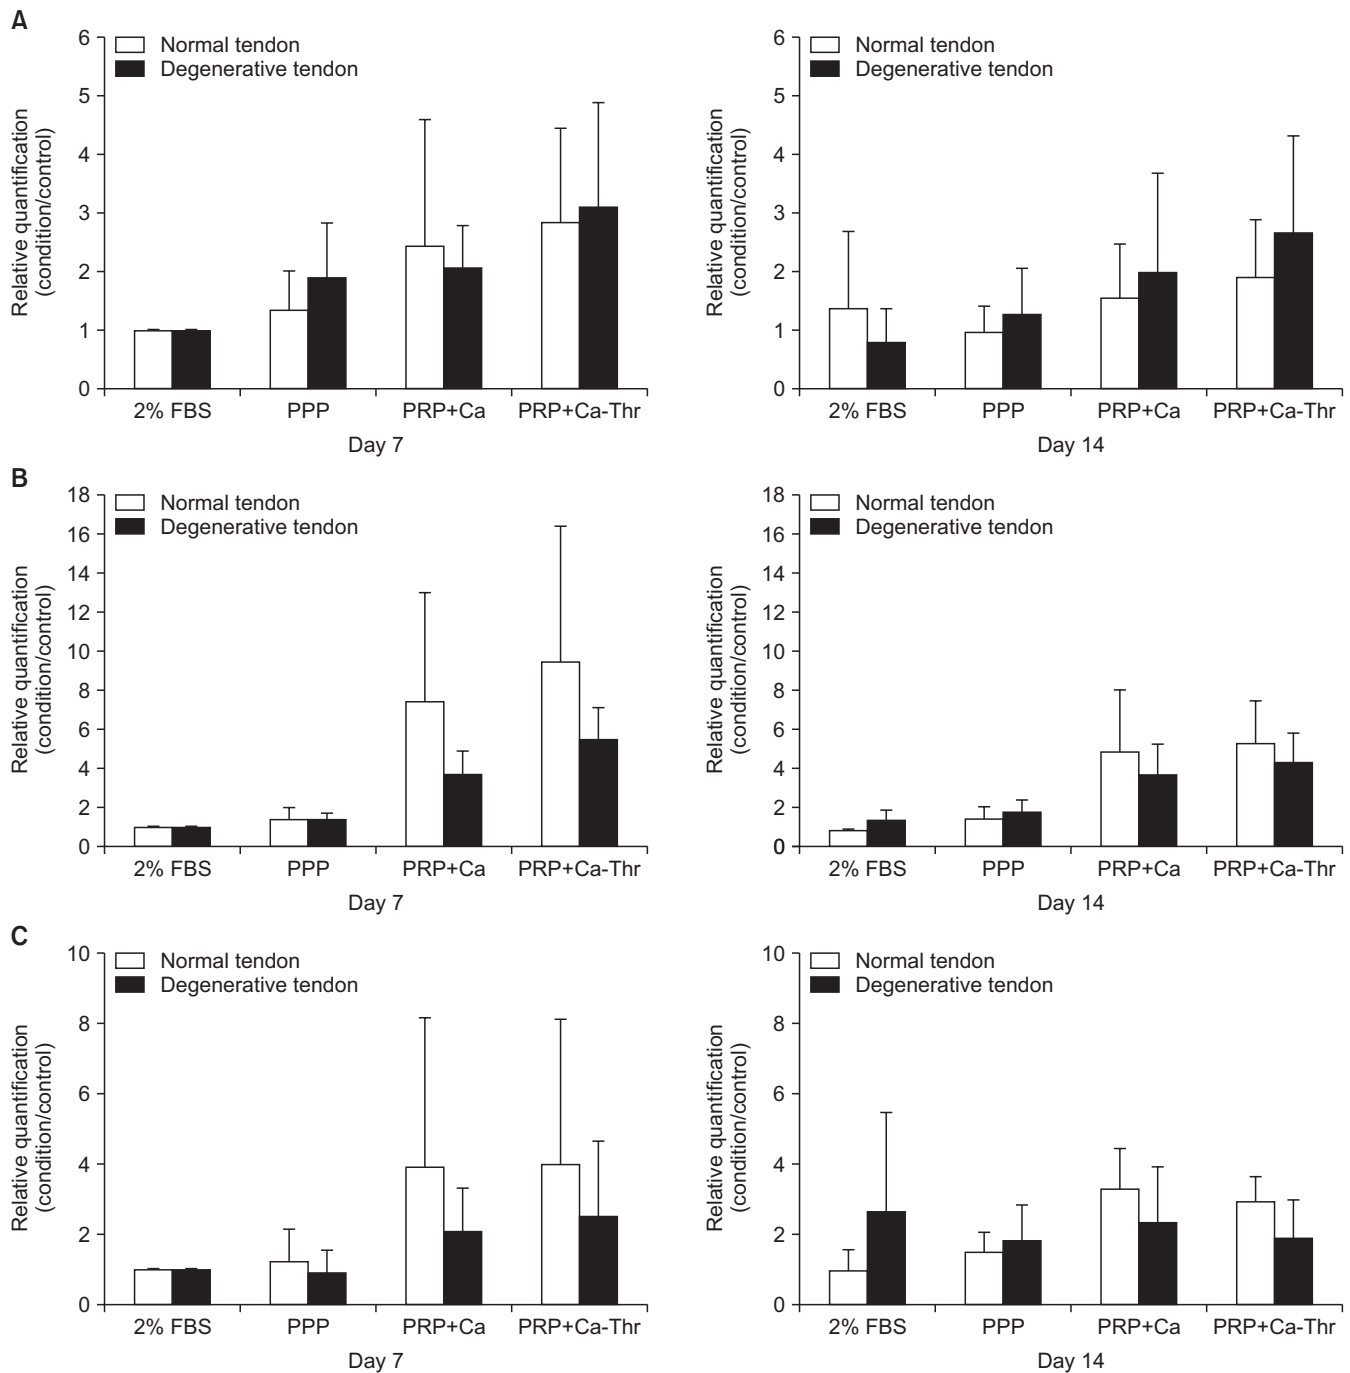 A
6
5
4
3
2
1
0
Relative quantification
(condition/control)
Normal tendon
Degenerative tendon
2% FBS PPP PRP+Ca PRP+Ca-Thr
Day 7
6
5
4
3
2
1
0
Relative quantification
(condition/control)
Normal tendon
Degenerative tendon
2% FBS PPP PRP+Ca PRP+Ca-Thr
Day 14
B
18
16
14
12
10
8
6
4
2
0
Relative quantification
(condition/control)
Normal tendon
Degenerative tendon
2% FBS PPP PRP+Ca PRP+Ca-Thr
Day 7
18
16
14
12
10
8
6
4
2
0
Relative quantification
(condition/control)
Normal tendon
Degenerative tendon
2% FBS PPP PRP+Ca PRP+Ca-Thr
Day 14
C
10
8
6
4
2
0
Relative quantification
(condition/control)
Normal tendon
Degenerative tendon
2% FBS PPP PRP+Ca PRP+Ca-Thr
Day 7
10
8
6
4
2
0
Relative quantification
(condition/control)
Normal tendon
Degenerative tendon
2% FBS PPP PRP+Ca PRP+Ca-Thr
Day 14